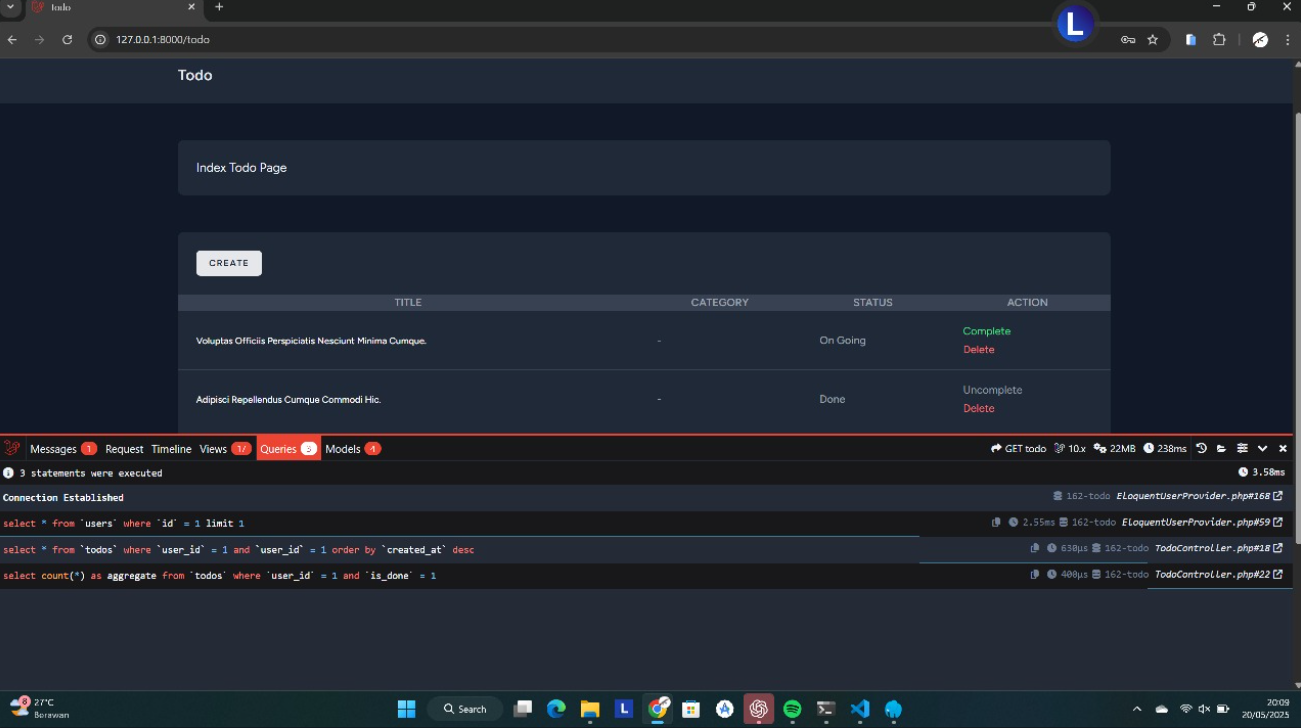 Todo
127.0.0.1:8000/todo
L
Todo
Index Todo Page
CREATE
TITLE CATEGORY STATUS ACTION
Voluptas Officiis Perspiciatis Nesciunt Minima Cumque. - On Going Complete
Delete
Adipisci Repellendus Cumque Commodi Hic. - Done Uncomplete
Delete
Messages 1 Request Timeline Views 17 Queries 3 Models 4 GET todo 10.x 22MB 238ms
3 statements were executed 3.58ms
Connection Established 162-todo EloquentUserProvider.php#168
select * from `users` where `id` = 1 limit 1 2.55ms 162-todo EloquentUserProvider.php#59
select * from `todos` where `user_id` = 1 and `user_id` = 1 order by `created_at` desc 630μs 162-todo TodoController.php#18
select count(*) as aggregate from `todos` where `user_id` = 1 and `is_done` = 1 400μs 162-todo TodoController.php#22
8 27°C
Borawan
Search
L
20:09
20/05/2025